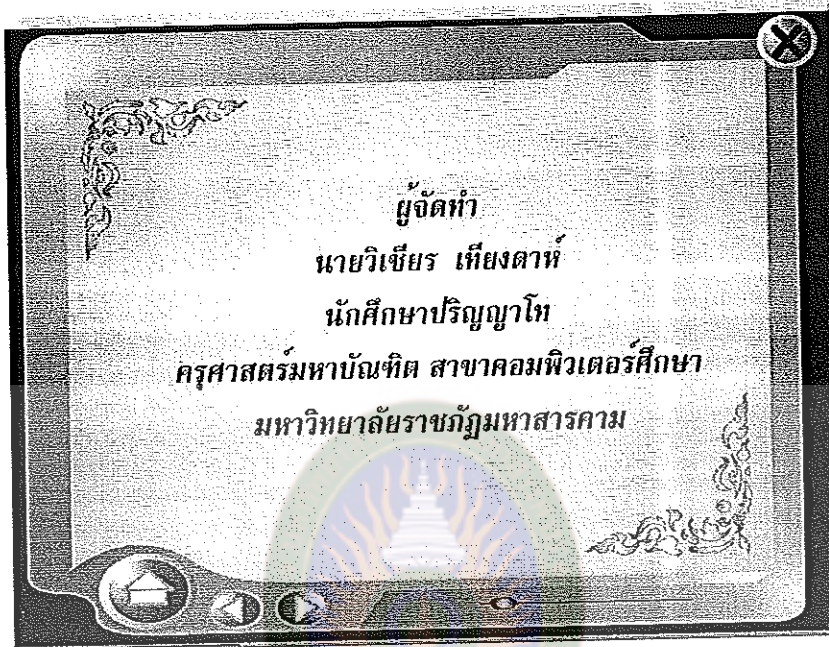 ผู้จัดทำ
นายวิเชียร เที่ยงดาห์
นักศึกษาปริญญาโท
ครุศาสตร์มหาบัณฑิต สาขาคอมพิวเตอร์ศึกษา
มหาวิทยาลัยราชภัฏมหาสารคาม